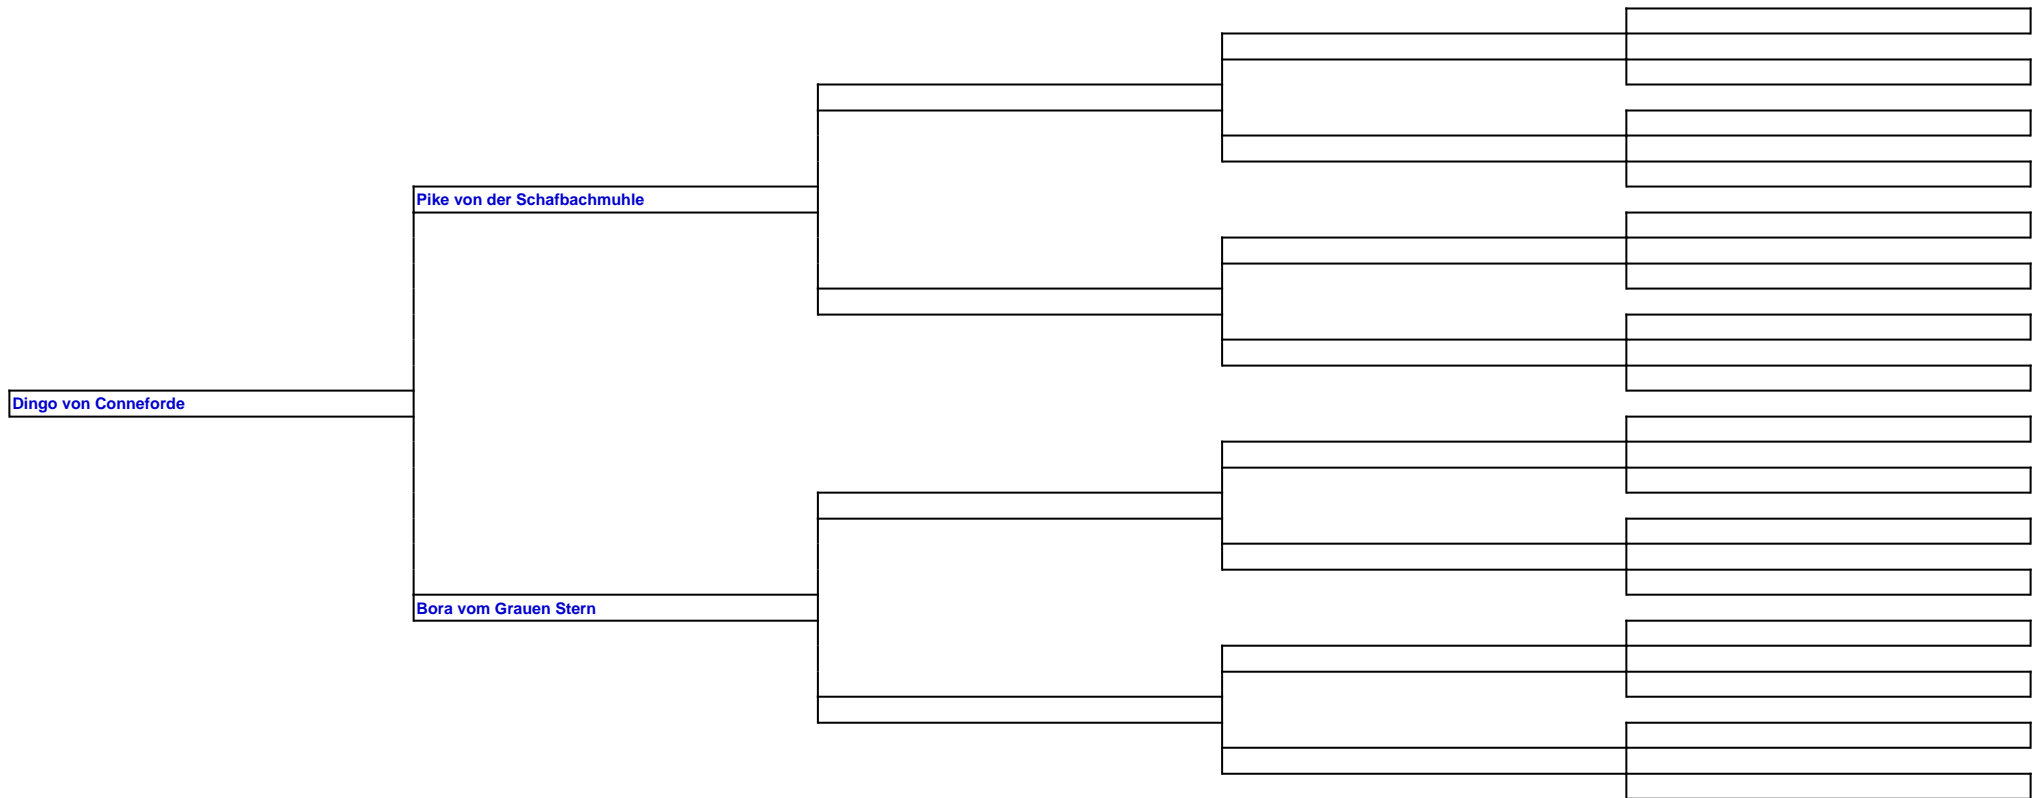 Pike von der Schafbachmuhle
Dingo von Conneforde
Bora vom Grauen Stern